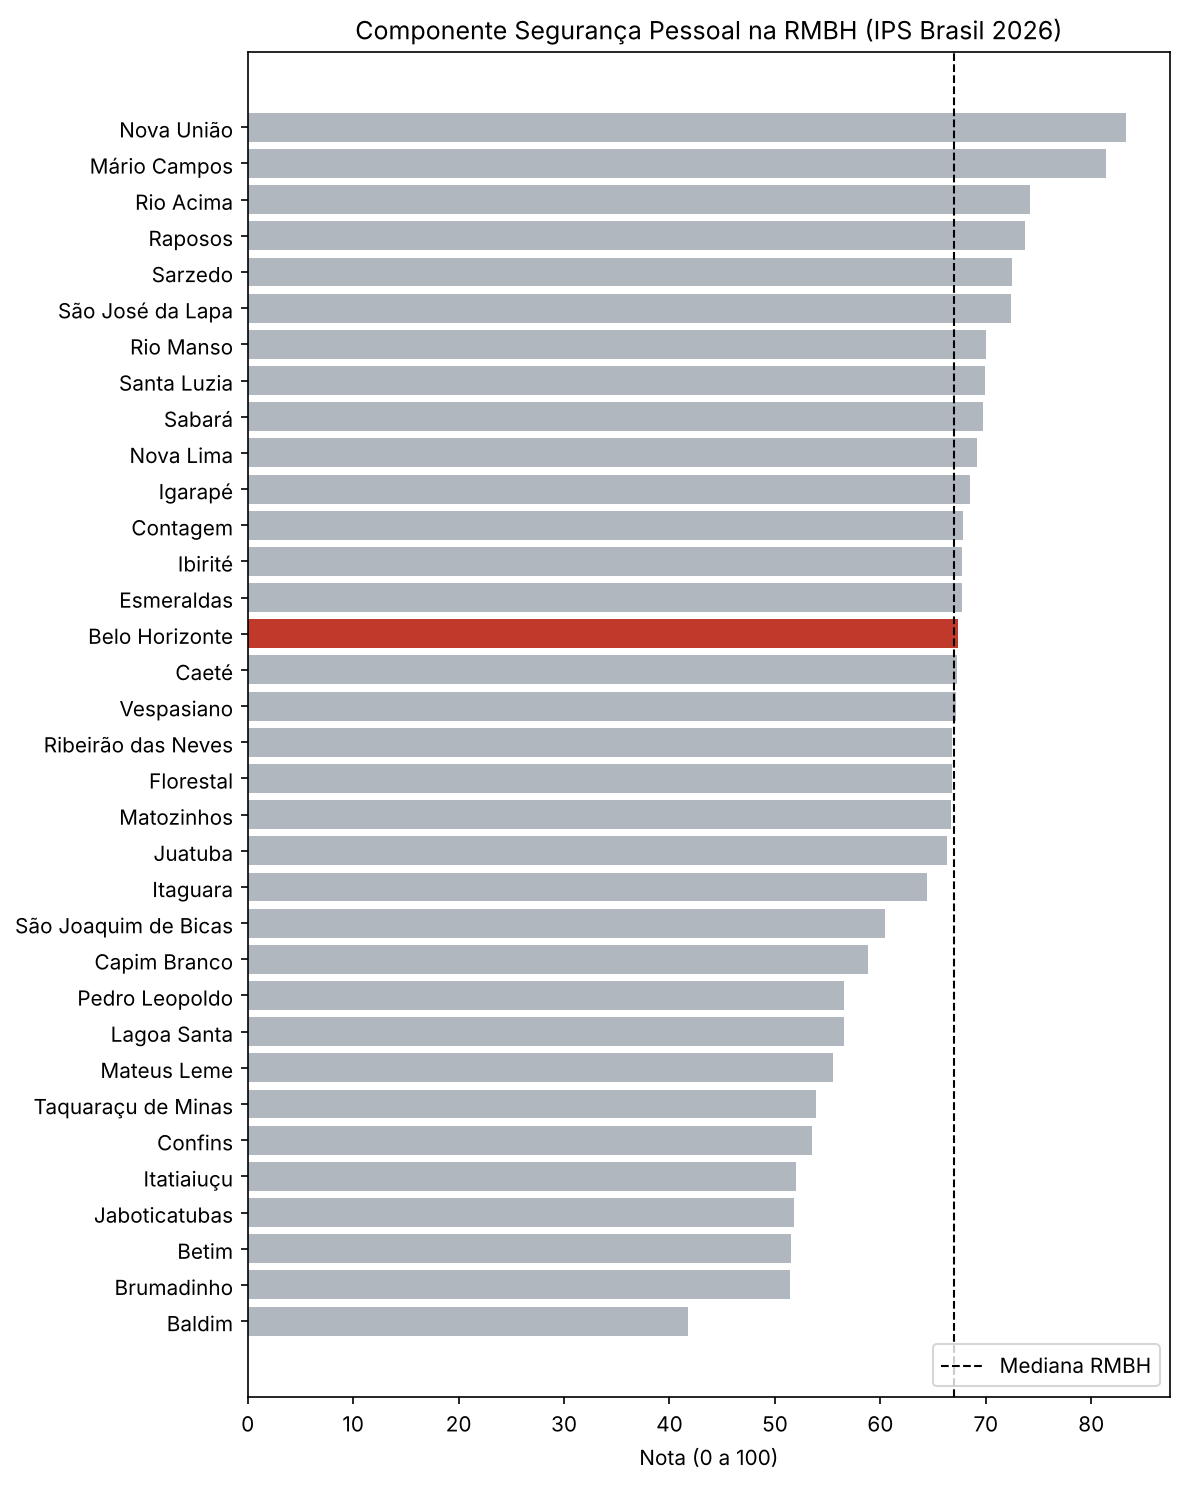 Componente Segurança Pessoal na RMBH (IPS Brasil 2026)
Nova União
Mário Campos
Rio Acima
Raposos
Sarzedo
São José da Lapa
Rio Manso
Santa Luzia
Sabará
Nova Lima
Igarapé
Contagem
Ibirité
Esmeraldas
Belo Horizonte
Caeté
Vespasiano
Ribeirão das Neves
Florestal
Matozinhos
Juatuba
Itaguara
São Joaquim de Bicas
Capim Branco
Pedro Leopoldo
Lagoa Santa
Mateus Leme
Taquaraçu de Minas
Confins
Itatiaiuçu
Jaboticatubas
Betim
Brumadinho
Baldim
Mediana RMBH
0 10 20 30 40 50 60 70 80
Nota (0 a 100)